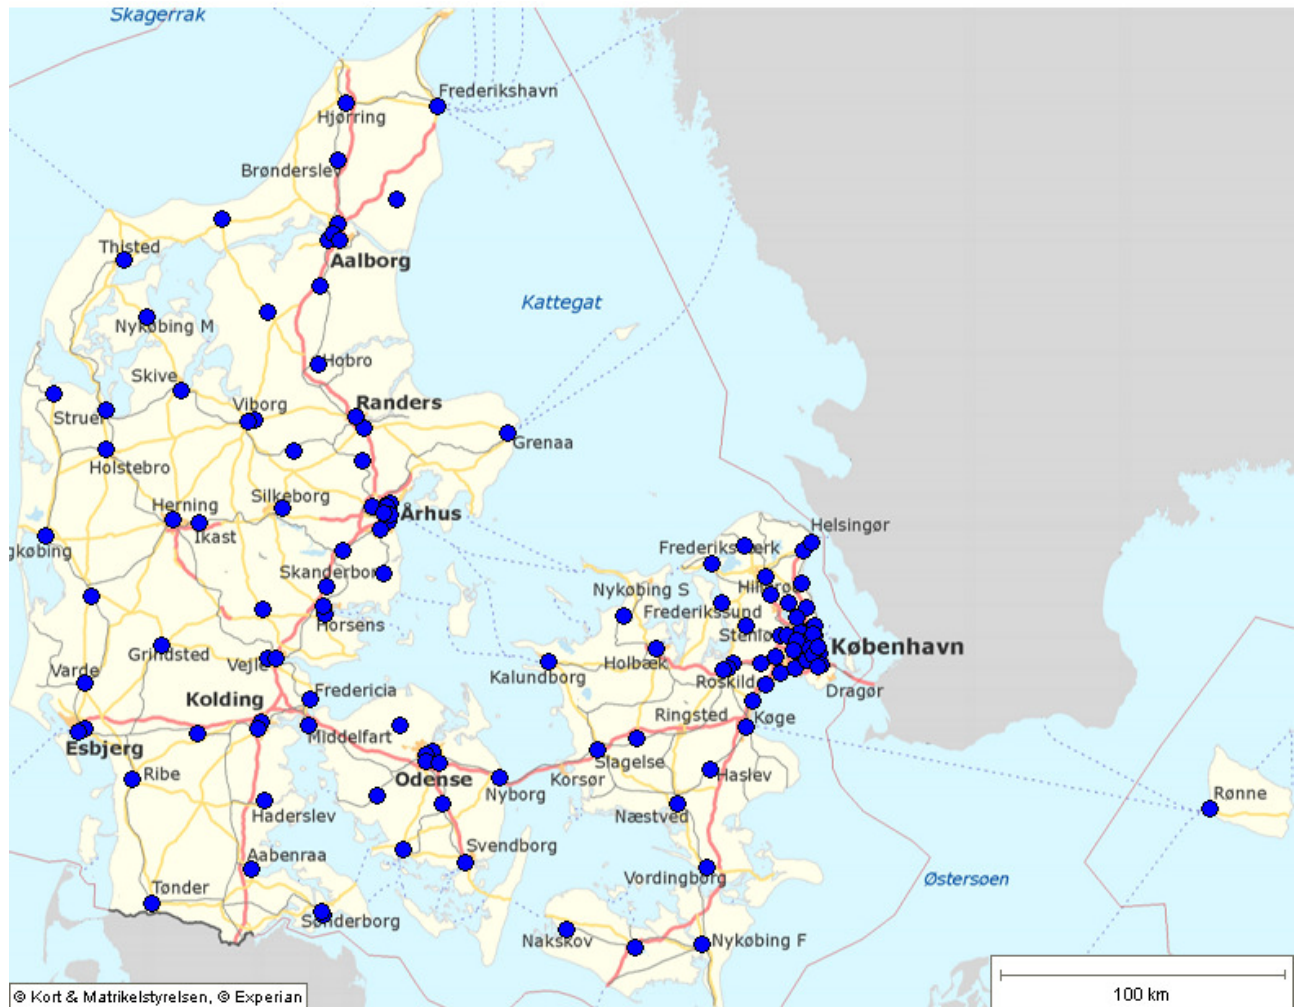 Skagerrak
Frederikshavn
Hjørring
Brønderslev
Thisted
Aalborg
Kattegat
Nykøbing M
Hobro
Skive
Struer
Viborg
Randers
Grenaa
Holstebro
Silkeborg
Herning
Århus
Ikast
Helsingør
gkøbing
Frederiksværk
Skanderborg
Hillerød
Nykøbing S
Frederikssund
Horsens
Stenløse
Grindsted
Vejle
Holbæk
København
Varde
Kalundborg
Roskilde
Dragør
Kolding
Fredericia
Ringsted
Køge
Esbjerg
Middelfart
Slagelse
Ribe
Odense
Korsør
Haslev
Nyborg
Rønne
Haderslev
Næstved
Svendborg
Aabenraa
Vordingborg
Østersøen
Tønder
Sønderborg
Nakskov
Nykøbing F
© Kort & Matrikelstyrelsen, © Experian
100 km